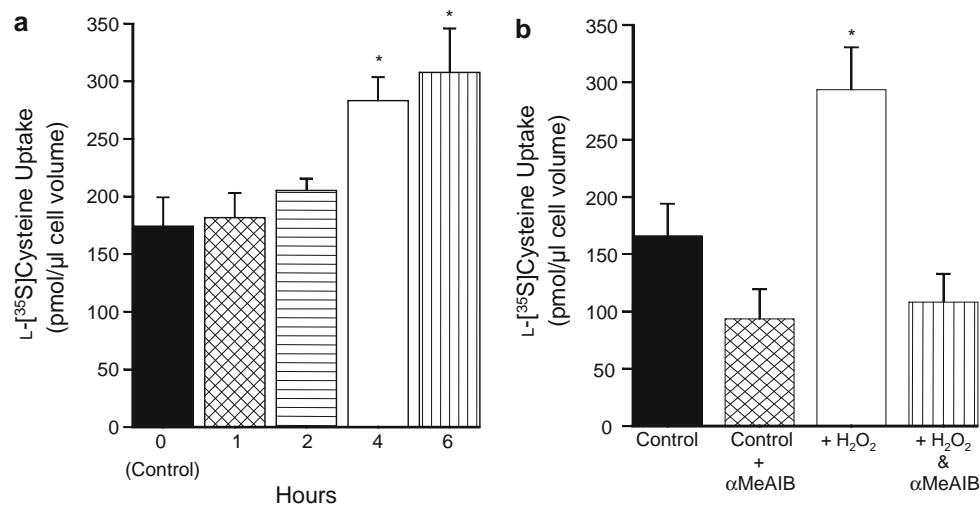 a
350
300
250
200
150
100
50
0
L-[³⁵S]Cysteine Uptake
(pmol/µl cell volume)
*
*
0
1
2
4
6
(Control)
Hours
b
350
300
250
200
150
100
50
0
L-[³⁵S]Cysteine Uptake
(pmol/µl cell volume)
*
Control
Control
+
αMeAIB
+ H₂O₂
+ H₂O₂
&
αMeAIB